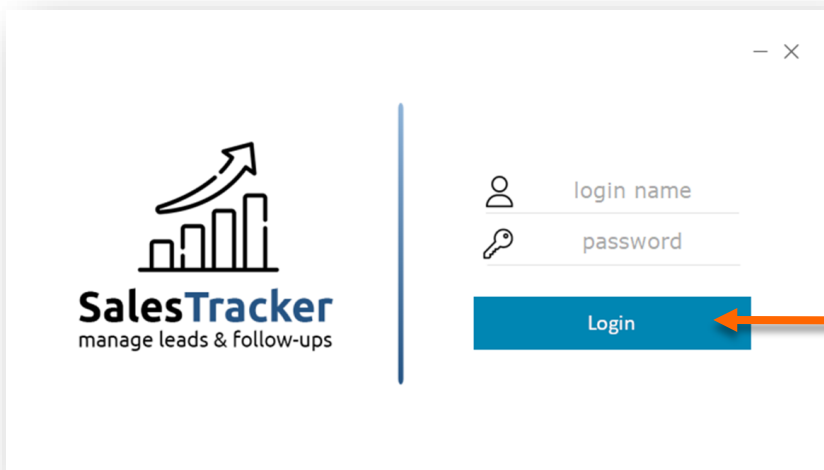 SalesTracker
manage leads & follow-ups
login name
password
Login